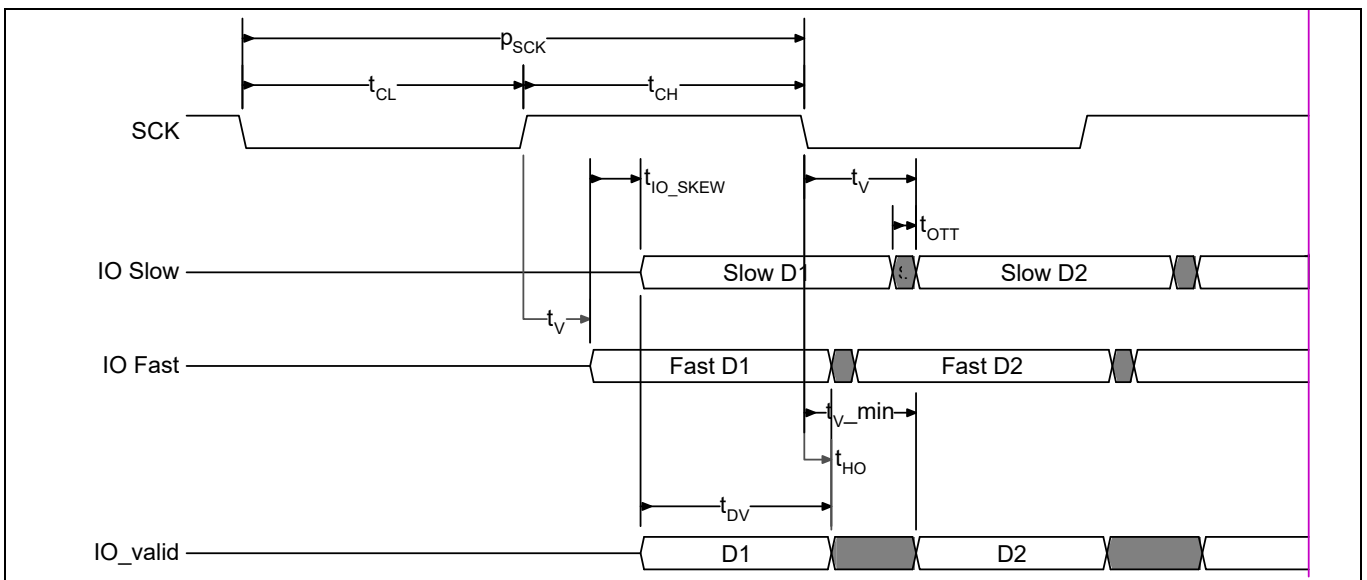 pSCK
tCL tCH
SCK
tIO_SKEW tV
tOTT
IO Slow Slow D1 Slow D2
tV
IO Fast Fast D1 Fast D2
tV_min
tHO
tDV
IO_valid D1 D2